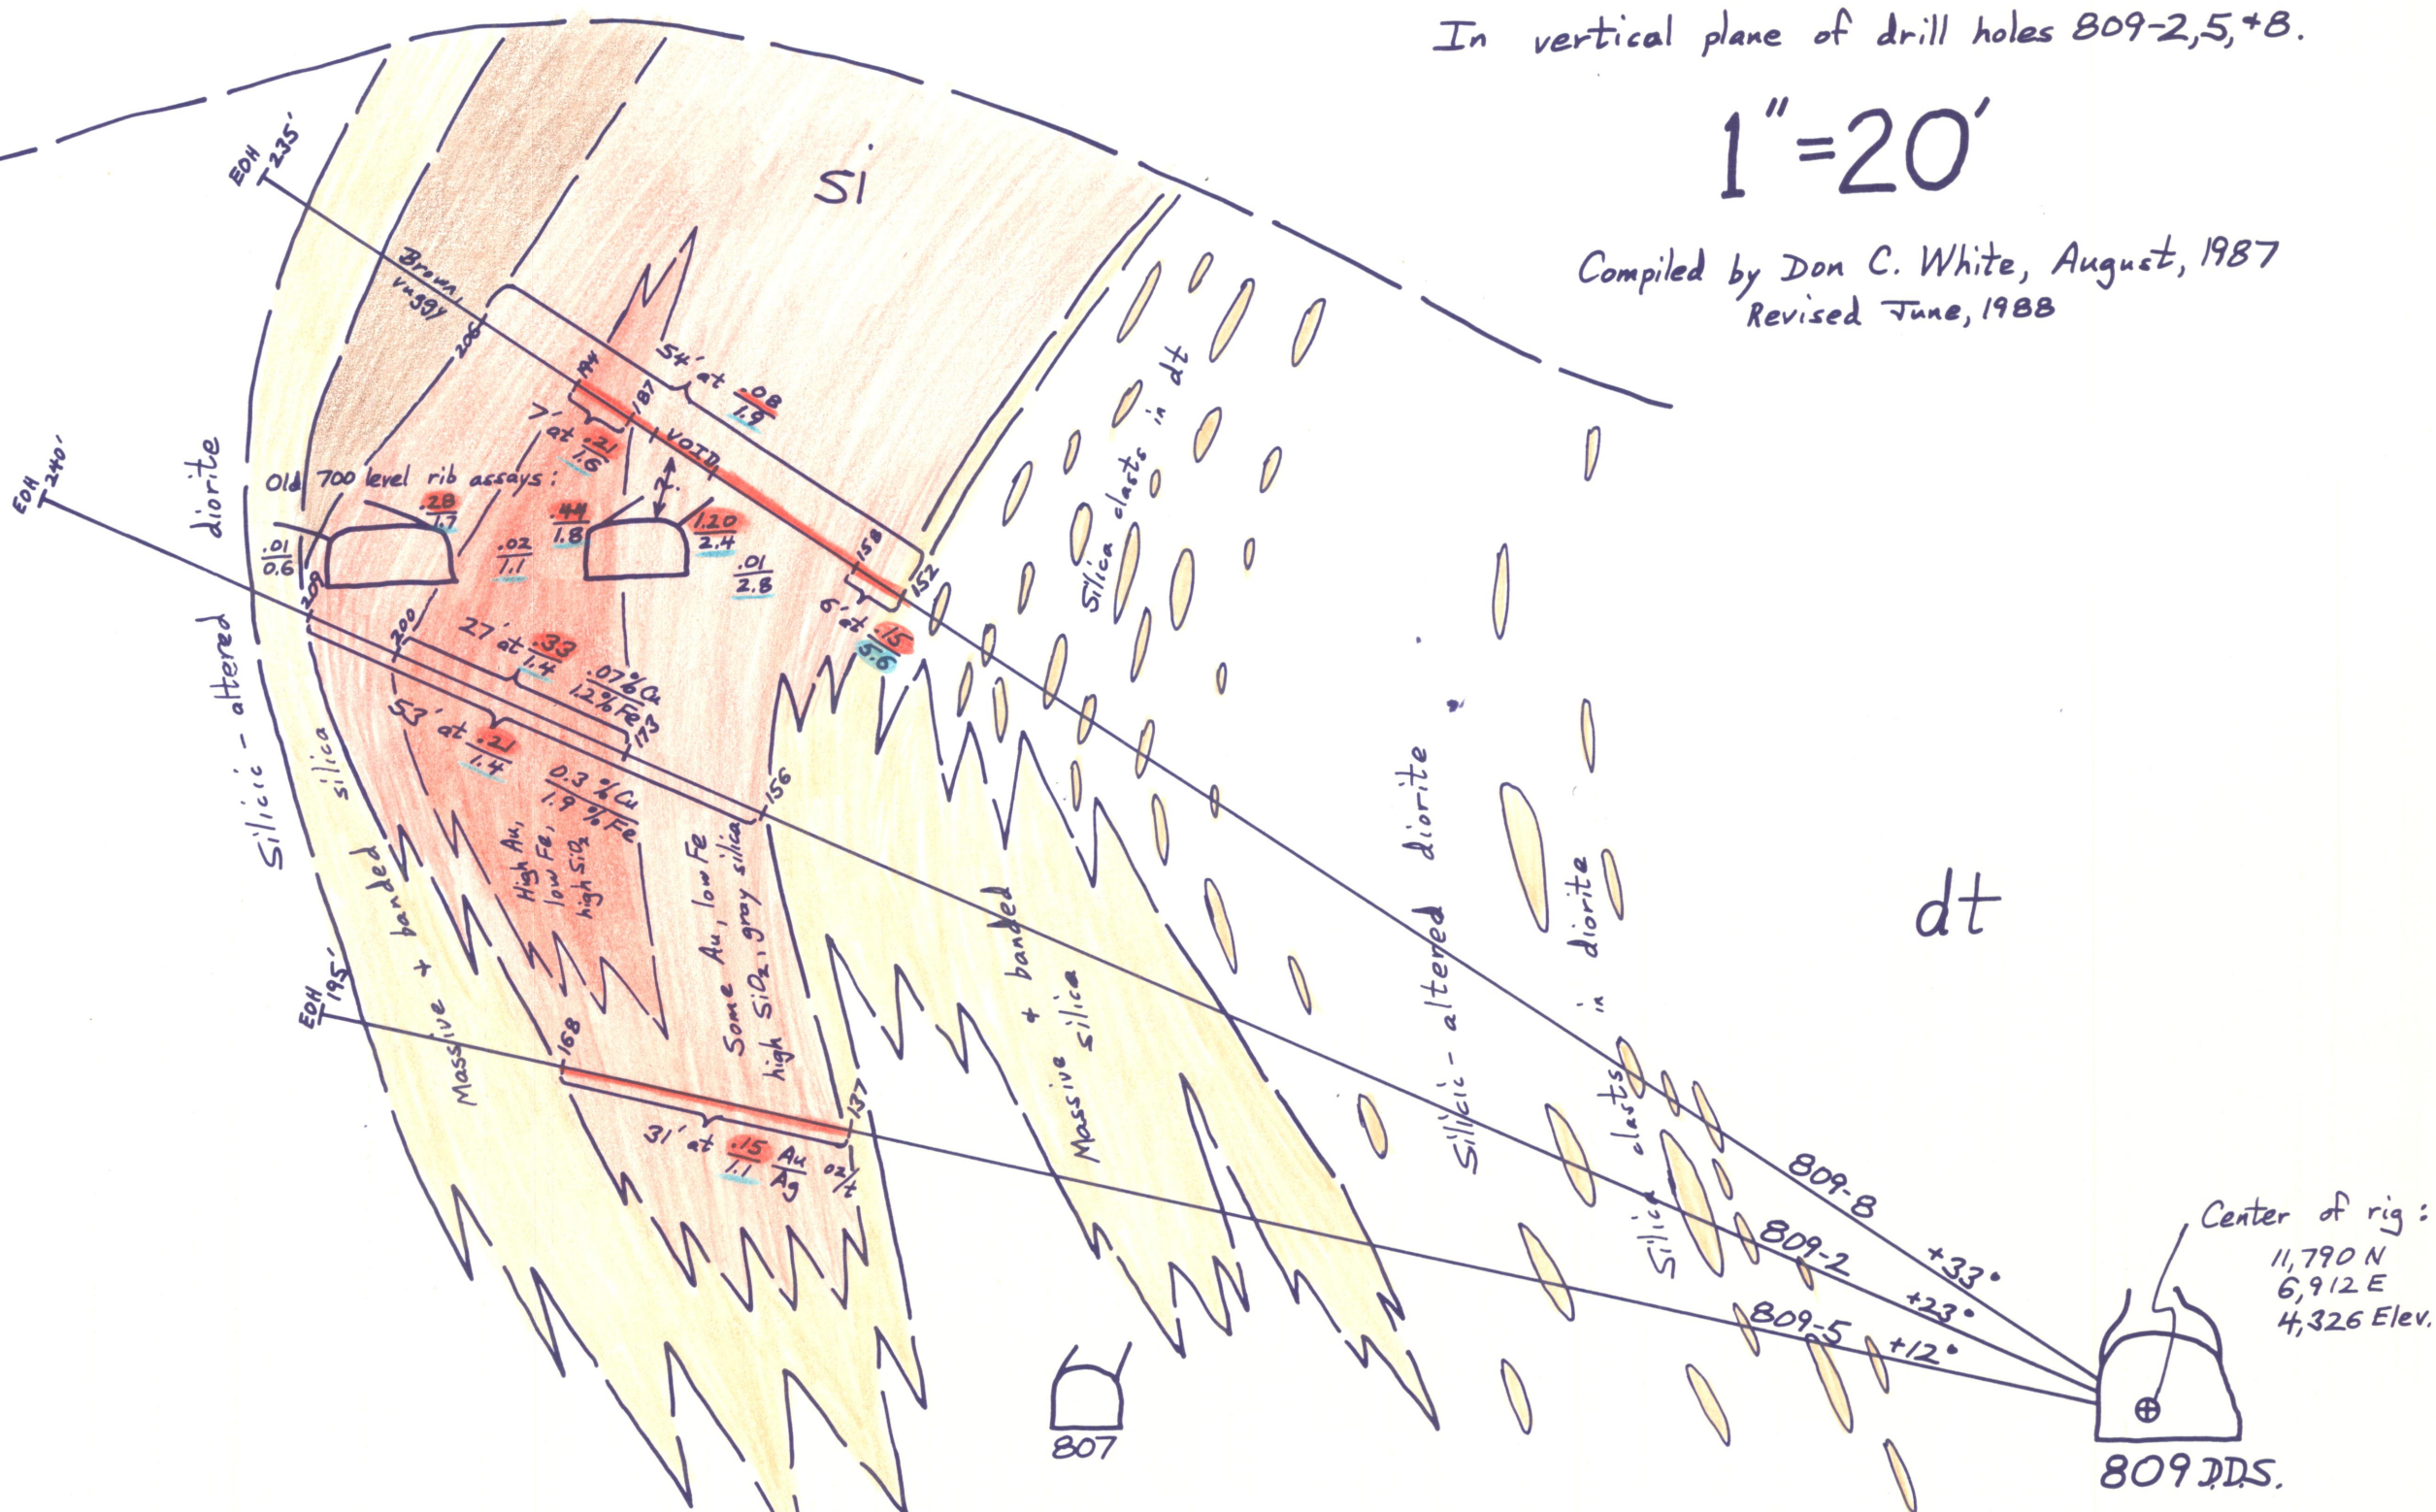 In vertical plane of drill holes 809-2,5,+8.
1"=20'
Compiled by Don C. White, August, 1987
Revised June, 1988
Si
EOH
235'
Brown,
vuggy
206
194
187
54' at .08
1.9
7'
at .21
1.6
VOID
?
158
152
6'
at .15
5.6
Silica clasts in dt
EOH
240'
Old 700 level rib assays:
.28
1.7
.44
1.8
1.20
2.4
.01
0.6
.02
1.1
.01
2.8
209
200
27' at .33
1.4
.07% Cu
1.2% Fe
173
53' at .21
1.4
0.3 % Cu
1.9 % Fe
156
Silicic - altered diorite
Massive + banded
silica
High Au,
low Fe,
high SiO2
Some Au, low Fe
high SiO2, gray silica
EOH
195'
168
137
31' at .15
1.1
Au
Ag
oz/t
Massive + banded
silica
Silicic - altered diorite
Silica clasts in diorite
dt
809-8
+33°
809-2
+23°
809-5
+12°
Center of rig:
11,790 N
6,912 E
4,326 Elev.
807
809 D.D.S.